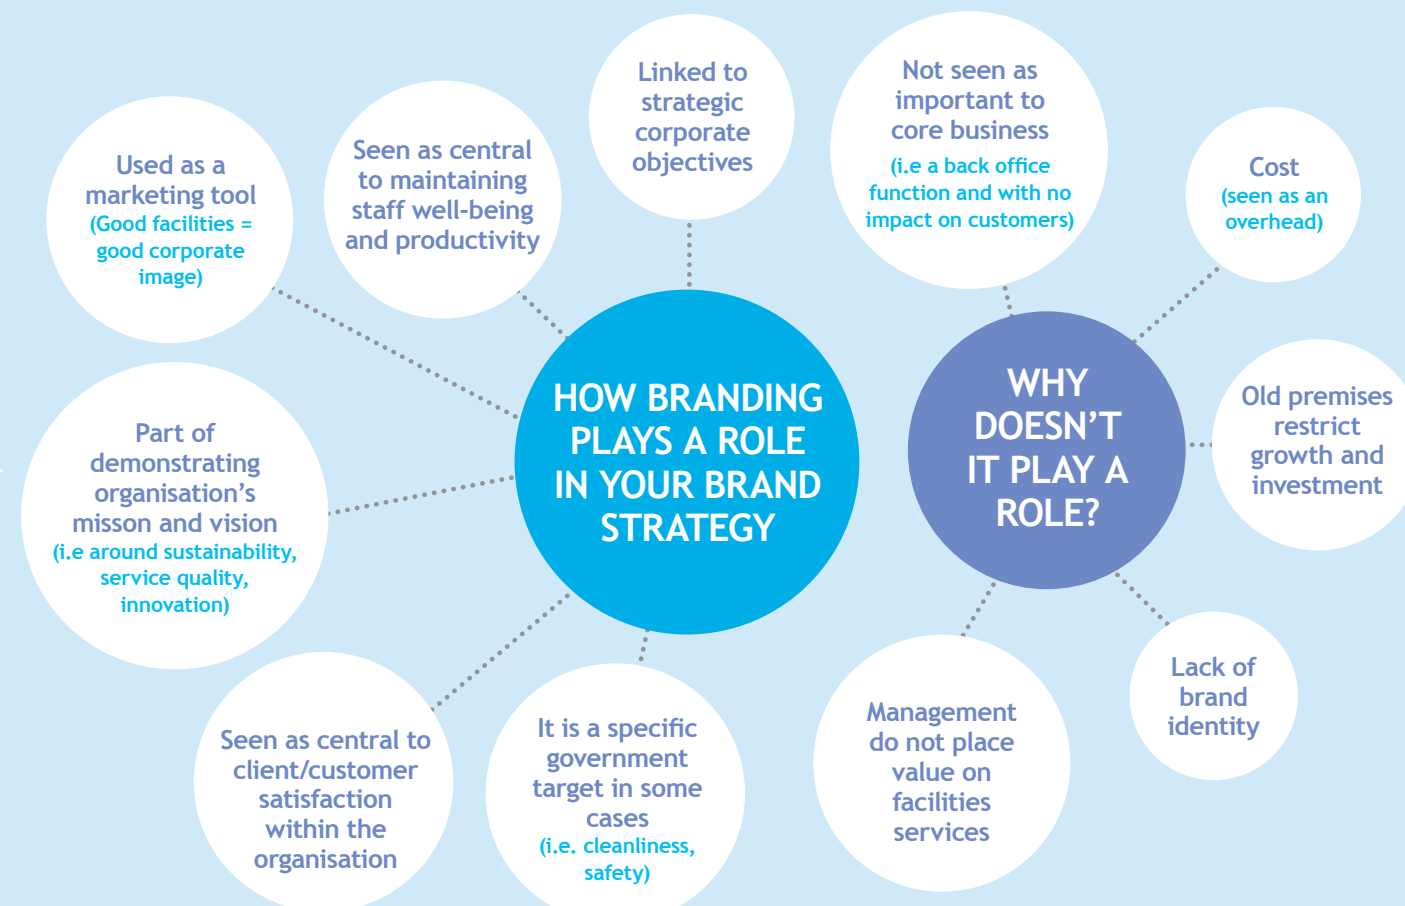 HOW BRANDING
PLAYS A ROLE
IN YOUR BRAND
STRATEGY
Linked to
strategic
corporate
objectives
Seen as central
to maintaining
staff well-being
and productivity
Used as a
marketing tool
(Good facilities =
good corporate
image)
Part of
demonstrating
organisation's
misson and vision
(i.e around sustainability,
service quality,
innovation)
Seen as central to
client/customer
satisfaction
within the
organisation
It is a specific
government
target in some
cases
(i.e. cleanliness,
safety)
WHY
DOESN'T
IT PLAY A
ROLE?
Not seen as
important to
core business
(i.e a back office
function and with no
impact on customers)
Cost
(seen as an
overhead)
Old premises
restrict
growth and
investment
Lack of
brand
identity
Management
do not place
value on
facilities
services